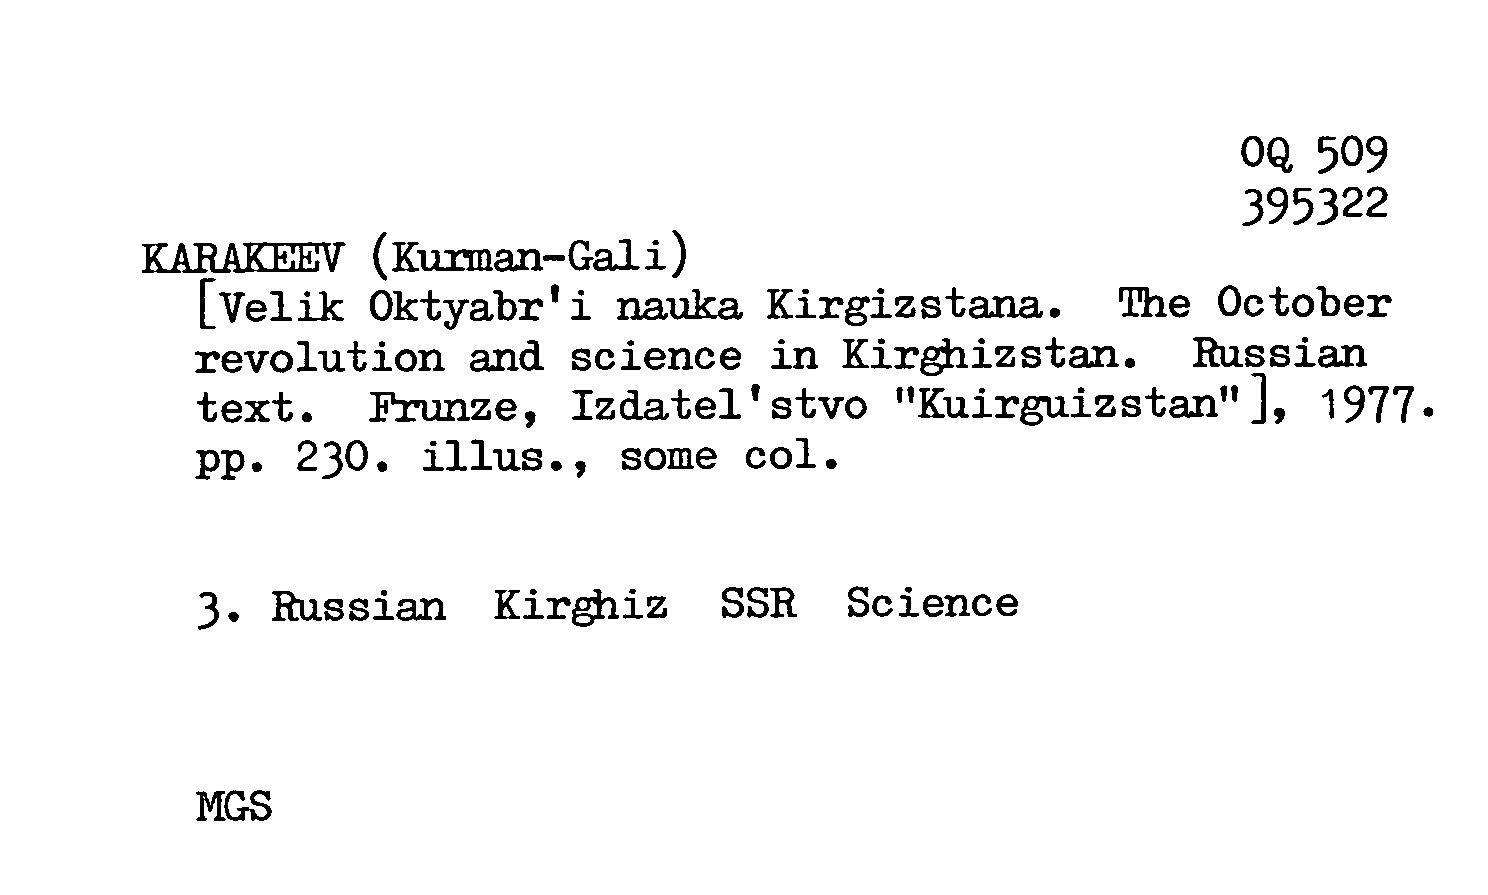 OQ 509
395322
KARAKEEV (Kurman-Gali)
[Velik Oktyabr'i nauka Kirgizstana. The October
revolution and science in Kirghizstan. Russian
text. Frunze, Izdatel'stvo "Kuirguizstan"], 1977.
pp. 230. illus., some col.
3. Russian Kirghiz SSR Science
MGS